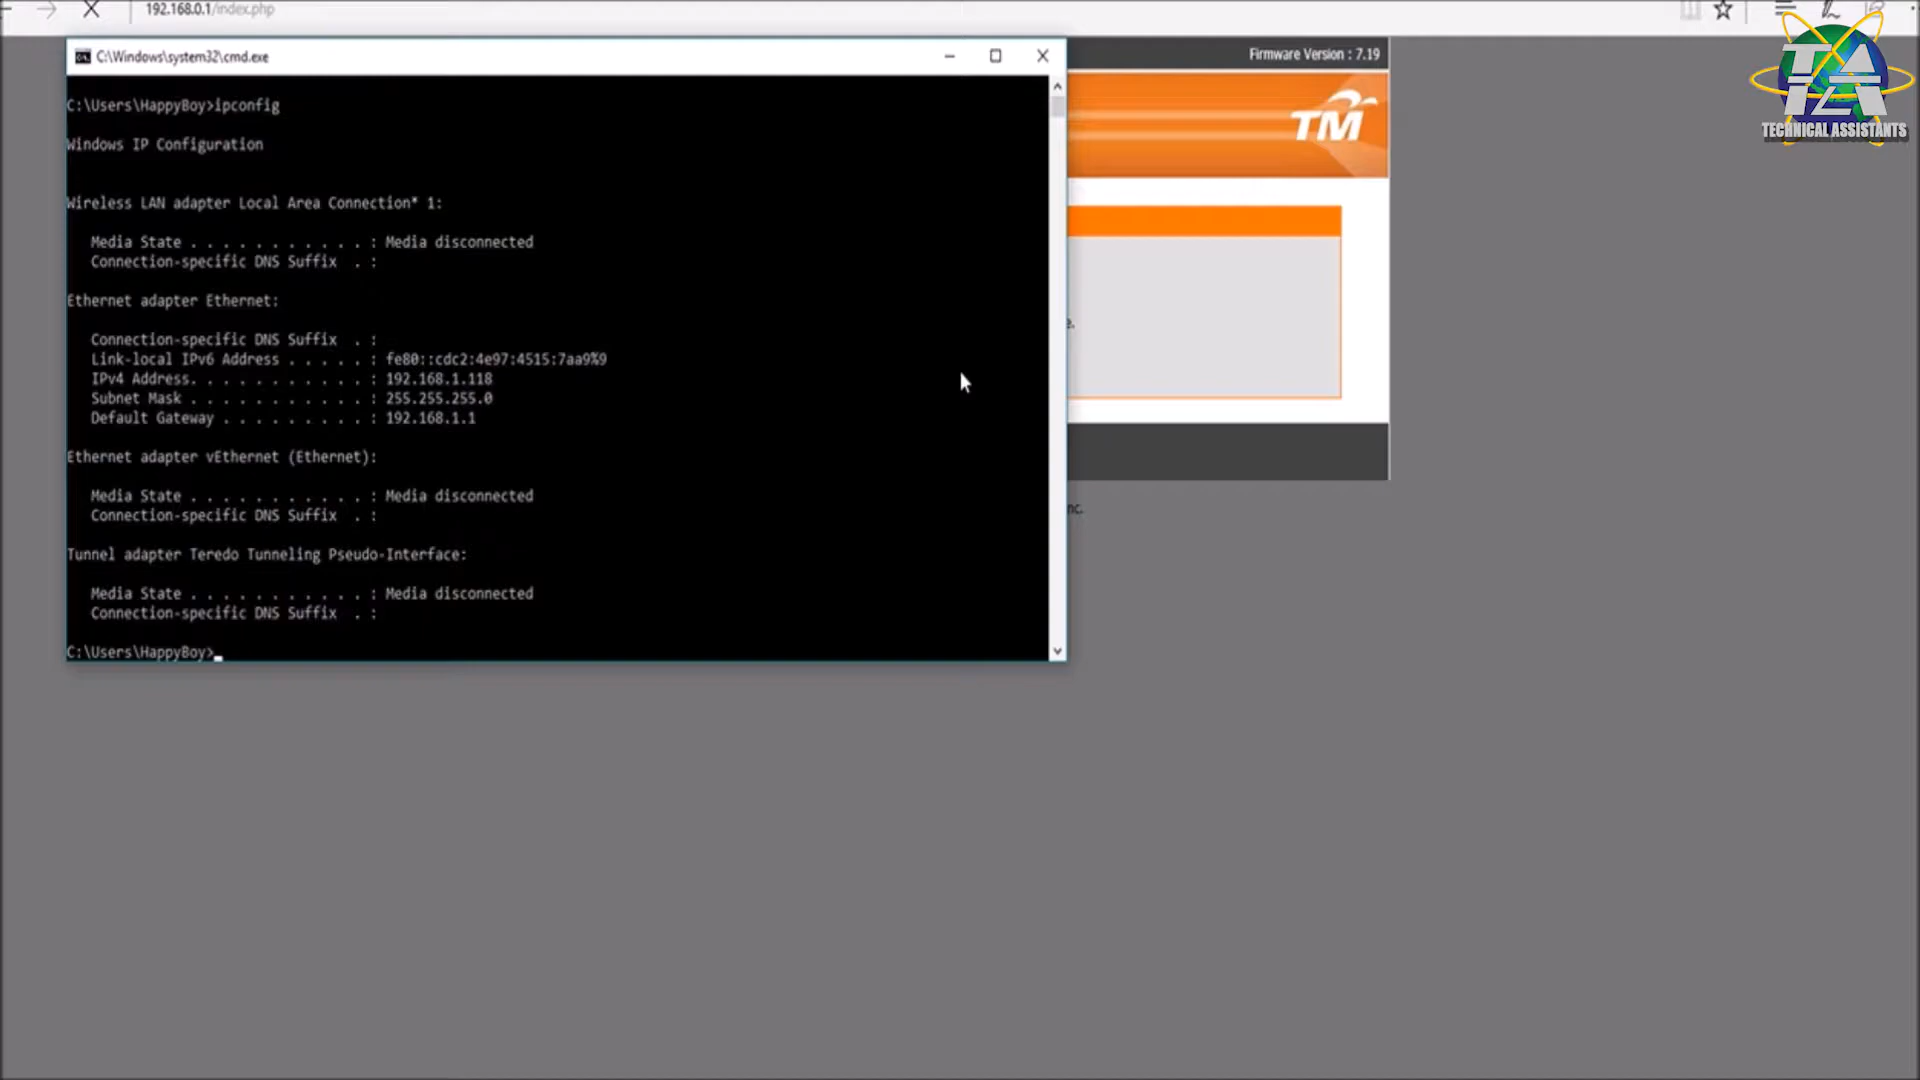 192.168.0.1/index.php
C:\Windows\system32\cmd.exe
Firmware Version : 7.19
TM
TA
TECHNICAL ASSISTANTS
C:\Users\HappyBoy>ipconfig
Windows IP Configuration
Wireless LAN adapter Local Area Connection* 1:
Media State . . . . . . . . . . . : Media disconnected
Connection-specific DNS Suffix . :
Ethernet adapter Ethernet:
Connection-specific DNS Suffix . :
Link-local IPv6 Address . . . . . : fe80::cdc2:4e97:4515:7aa9%9
IPv4 Address. . . . . . . . . . . : 192.168.1.118
Subnet Mask . . . . . . . . . . . : 255.255.255.0
Default Gateway . . . . . . . . . : 192.168.1.1
Ethernet adapter vEthernet (Ethernet):
Media State . . . . . . . . . . . : Media disconnected
Connection-specific DNS Suffix . :
Tunnel adapter Teredo Tunneling Pseudo-Interface:
Media State . . . . . . . . . . . : Media disconnected
Connection-specific DNS Suffix . :
C:\Users\HappyBoy>